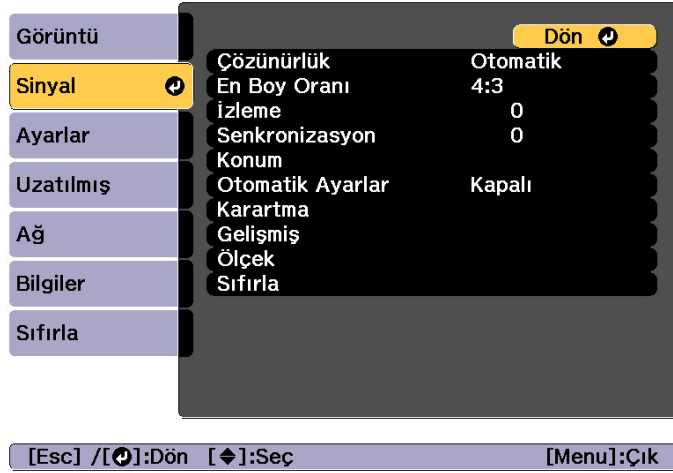 Görüntü
Sinyal
Ayarlar
Uzatılmış
Ağ
Bilgiler
Sıfırla
Dön
Çözünürlük Otomatik
En Boy Oranı 4:3
İzleme 0
Senkronizasyon 0
Konum
Otomatik Ayarlar Kapalı
Karartma
Gelişmiş
Ölçek
Sıfırla
[Esc] /[ ]:Dön [ ]:Seç [Menu]:Çık